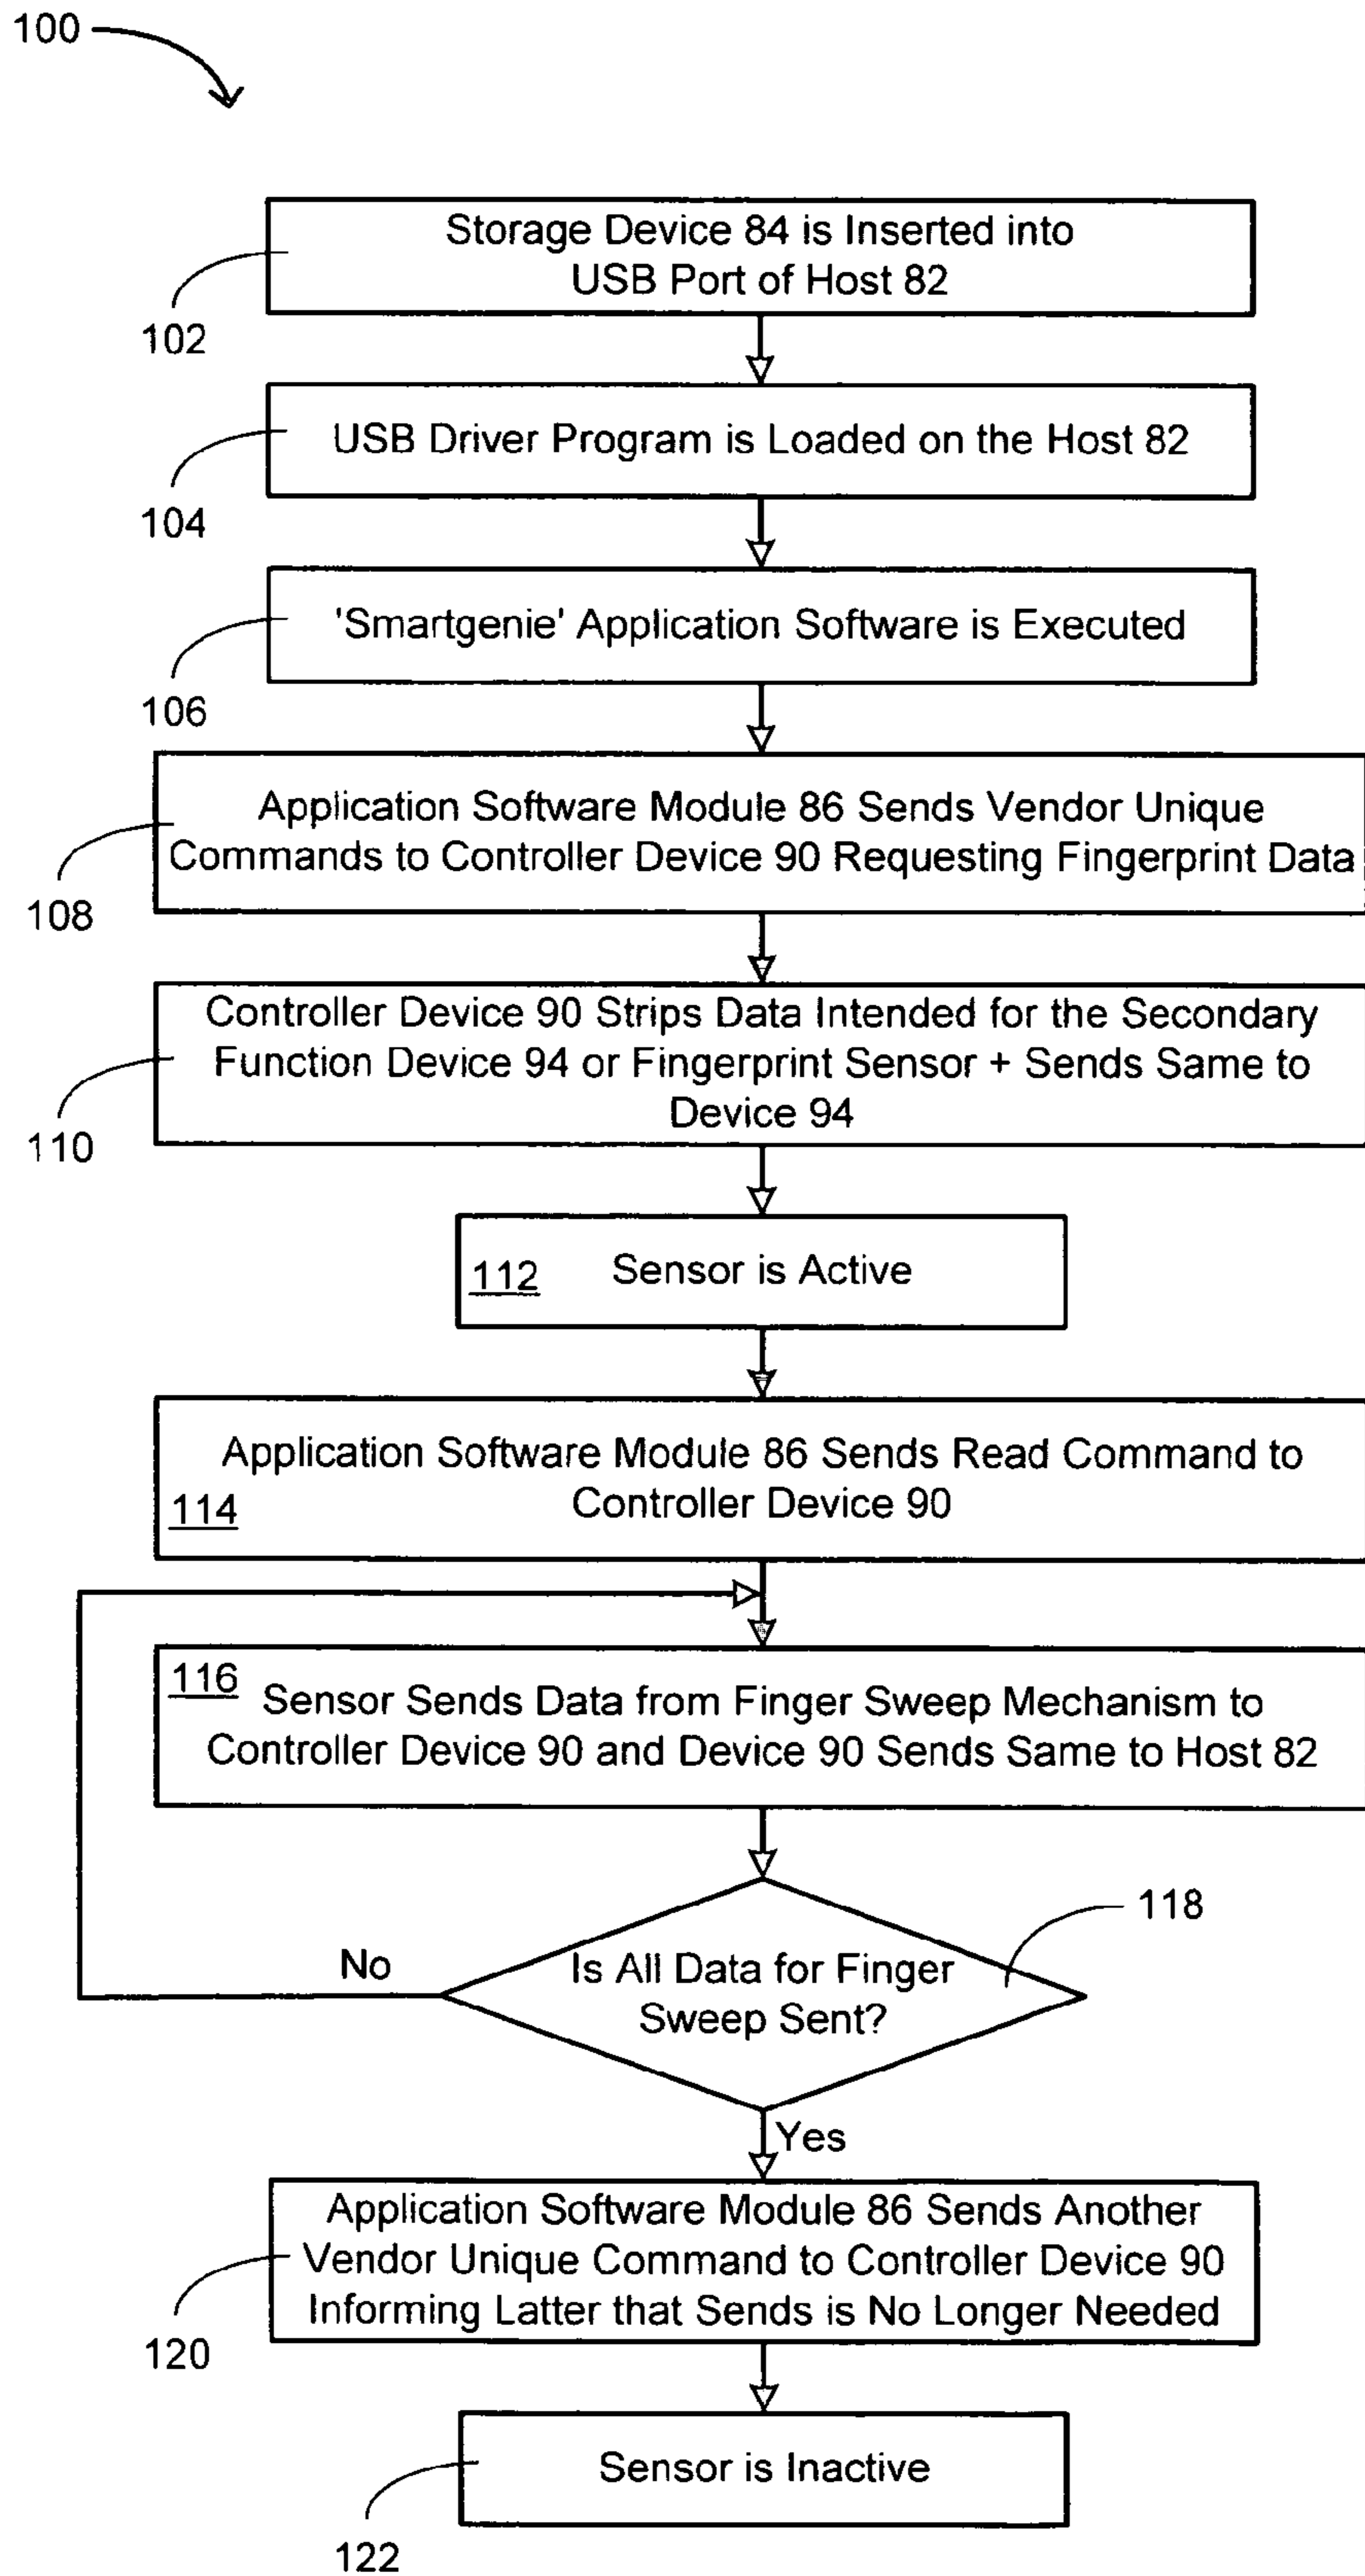 100
Storage Device 84 is Inserted into
USB Port of Host 82
102
USB Driver Program is Loaded on the Host 82
104
'Smartgenie' Application Software is Executed
106
Application Software Module 86 Sends Vendor Unique
Commands to Controller Device 90 Requesting Fingerprint Data
108
Controller Device 90 Strips Data Intended for the Secondary
Function Device 94 or Fingerprint Sensor + Sends Same to
Device 94
110
112 Sensor is Active
Application Software Module 86 Sends Read Command to
Controller Device 90
114
116
Sensor Sends Data from Finger Sweep Mechanism to
Controller Device 90 and Device 90 Sends Same to Host 82
118
No
Is All Data for Finger
Sweep Sent?
Yes
Application Software Module 86 Sends Another
Vendor Unique Command to Controller Device 90
Informing Latter that Sends is No Longer Needed
120
Sensor is Inactive
122